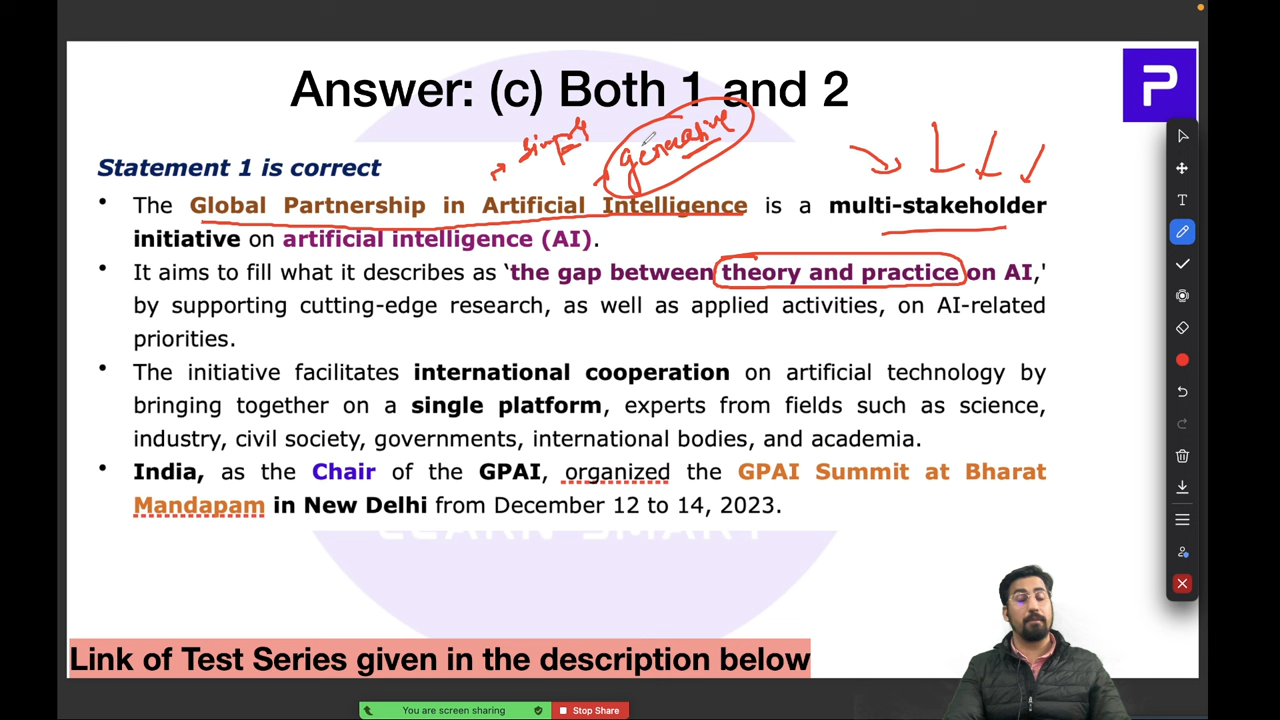 Answer: (c) Both 1 and 2
simple
generative
Statement 1 is correct
• The Global Partnership in Artificial Intelligence is a multi-stakeholder
initiative on artificial intelligence (AI).
• It aims to fill what it describes as ‘the gap between theory and practice on AI,'
by supporting cutting-edge research, as well as applied activities, on AI-related
priorities.
• The initiative facilitates international cooperation on artificial technology by
bringing together on a single platform, experts from fields such as science,
industry, civil society, governments, international bodies, and academia.
• India, as the Chair of the GPAI, organized the GPAI Summit at Bharat
Mandapam in New Delhi from December 12 to 14, 2023.
LEARN SMART
Link of Test Series given in the description below
You are screen sharing
Stop Share